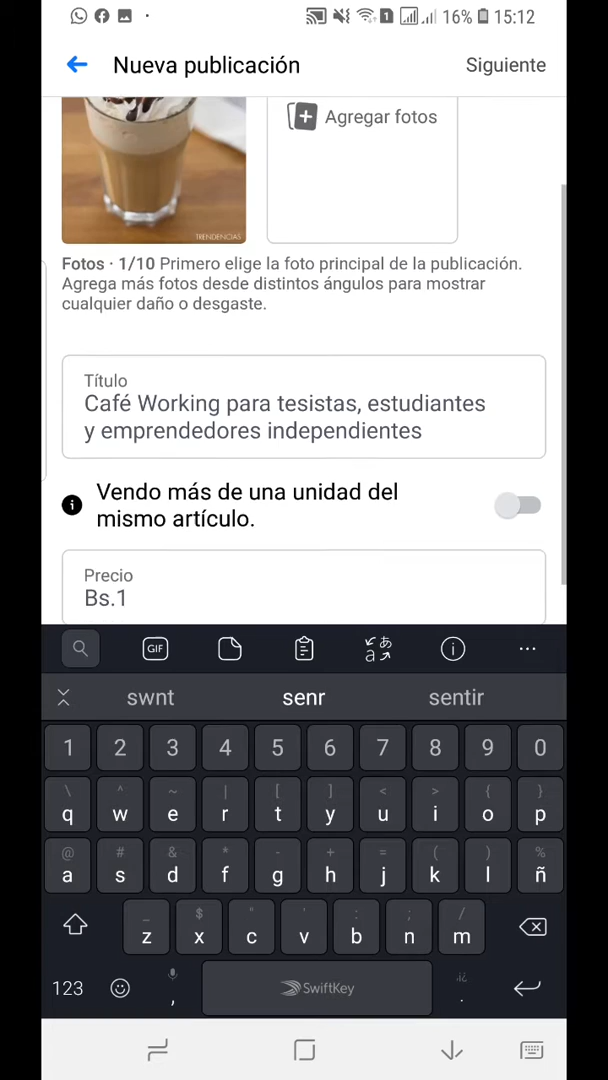 16% 15:12
Nueva publicación Siguiente
TRENDENCIAS
Agregar fotos
Fotos · 1/10 Primero elige la foto principal de la publicación.
Agrega más fotos desde distintos ángulos para mostrar
cualquier daño o desgaste.
Título
Café Working para tesistas, estudiantes
y emprendedores independientes
Vendo más de una unidad del
mismo artículo.
Precio
Bs.1
GIF
swnt senr sentir
1 2 3 4 5 6 7 8 9 0
\ ^ ~ | [ ] < > { }
q w e r t y u i o p
@ # & * - + = ( ) %
a s d f g h j k l ñ
_ $ " ' : ; /
z x c v b n m
123 , SwiftKey .